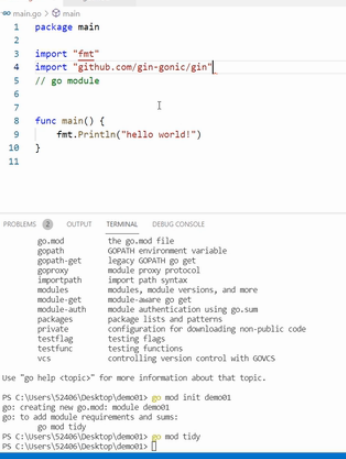 main.go > main
1 package main
2
3 import "fmt"
4 import "github.com/gin-gonic/gin"
5 // go module
6
7
8 func main() {
9 fmt.Println("hello world!")
10 }
11
PROBLEMS 2 OUTPUT TERMINAL DEBUG CONSOLE
go.mod the go.mod file
gopath GOPATH environment variable
gopath-get legacy GOPATH go get
goproxy module proxy protocol
importpath import path syntax
modules modules, module versions, and more
module-get module-aware go get
module-auth module authentication using go.sum
packages package lists and patterns
private configuration for downloading non-public code
testflag testing flags
testfunc testing functions
vcs controlling version control with GOVCS
Use "go help <topic>" for more information about that topic.
PS C:\Users\52406\Desktop\demo01> go mod init demo01
go: creating new go.mod: module demo01
go: to add module requirements and sums:
go mod tidy
PS C:\Users\52406\Desktop\demo01> go mod tidy
PS C:\Users\52406\Desktop\demo01>